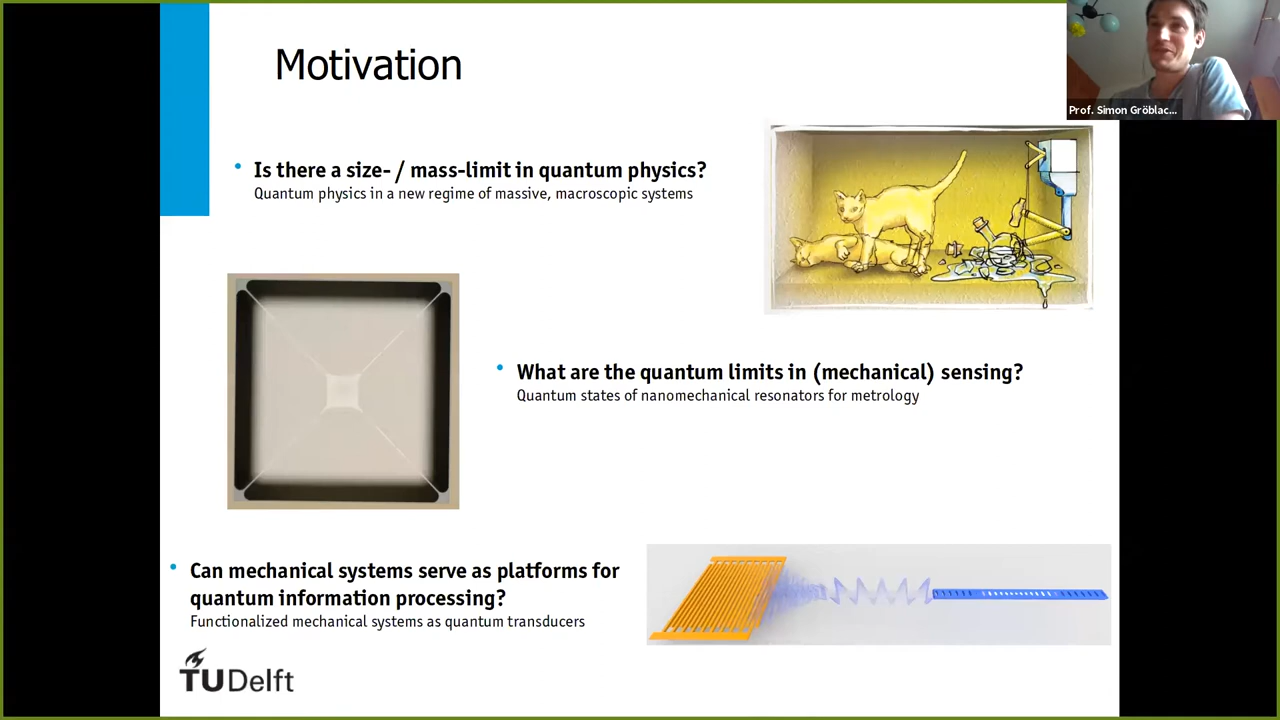 Motivation
Prof. Simon Gröblac...
• Is there a size- / mass-limit in quantum physics?
Quantum physics in a new regime of massive, macroscopic systems
• What are the quantum limits in (mechanical) sensing?
Quantum states of nanomechanical resonators for metrology
• Can mechanical systems serve as platforms for
quantum information processing?
Functionalized mechanical systems as quantum transducers
TUDelft